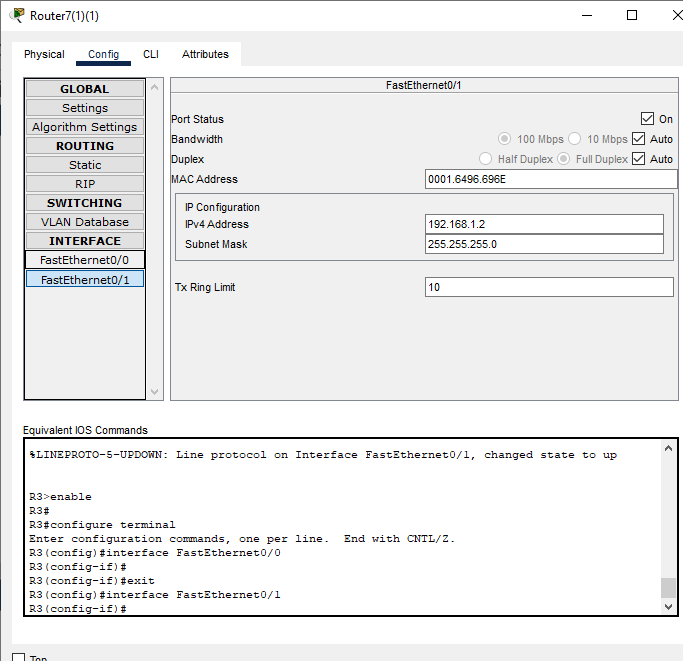 Router7(1)(1)
Physical Config CLI Attributes
GLOBAL
Settings
Algorithm Settings
ROUTING
Static
RIP
SWITCHING
VLAN Database
INTERFACE
FastEthernet0/0
FastEthernet0/1
FastEthernet0/1
Port Status On
Bandwidth 100 Mbps 10 Mbps Auto
Duplex Half Duplex Full Duplex Auto
MAC Address 0001.6496.696E
IP Configuration
IPv4 Address 192.168.1.2
Subnet Mask 255.255.255.0
Tx Ring Limit 10
Equivalent IOS Commands
%LINEPROTO-5-UPDOWN: Line protocol on Interface FastEthernet0/1, changed state to up
R3>enable
R3#
R3#configure terminal
Enter configuration commands, one per line.  End with CNTL/Z.
R3(config)#interface FastEthernet0/0
R3(config-if)#
R3(config-if)#exit
R3(config-if)#interface FastEthernet0/1
R3(config-if)#
Top